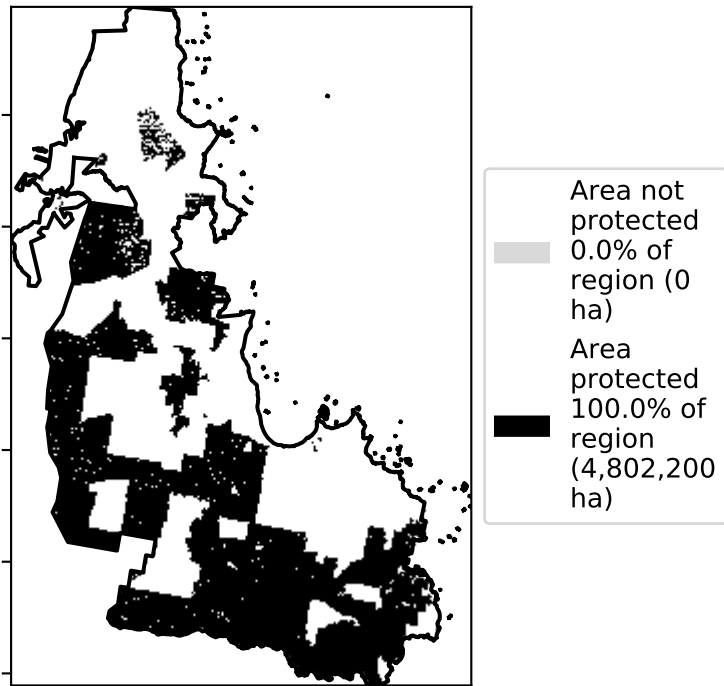 Area not
protected
0.0% of
region (0
ha)
Area
protected
100.0% of
region
(4,802,200
ha)